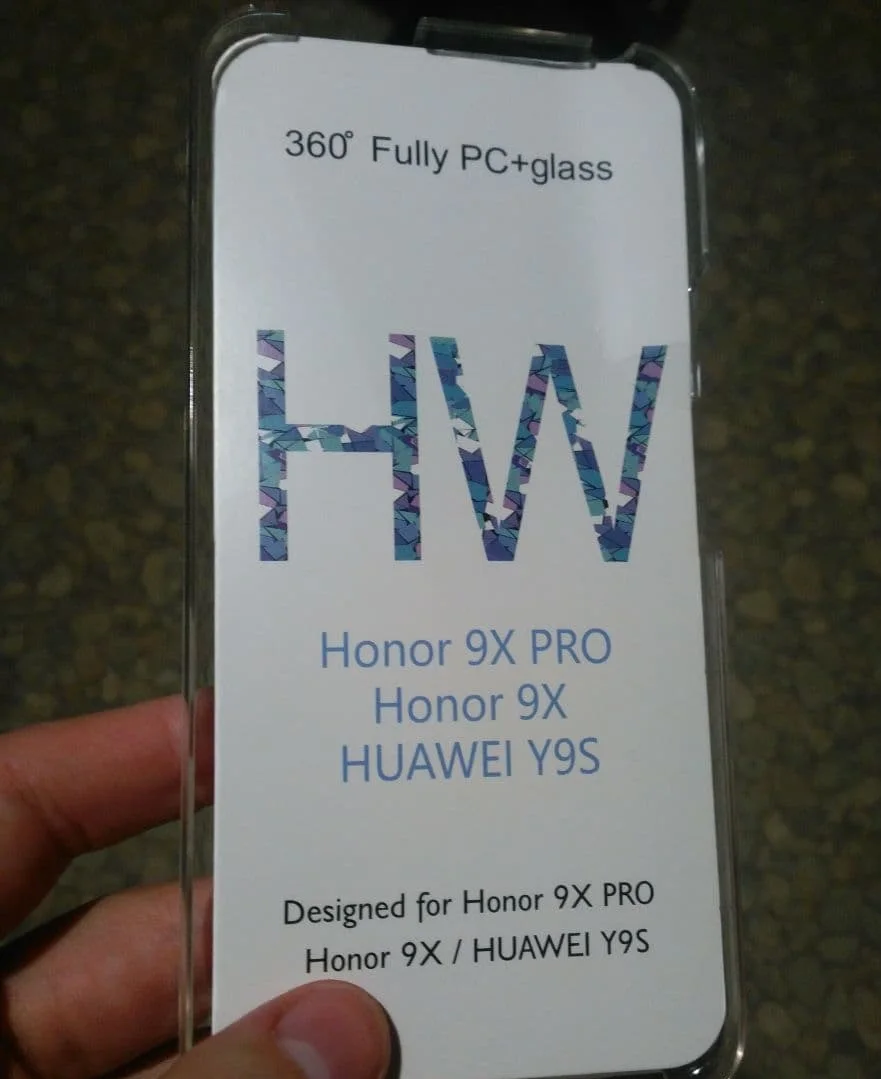 360° Fully PC+glass
HW
Honor 9X PRO
Honor 9X
HUAWEI Y9S
Designed for Honor 9X PRO
Honor 9X / HUAWEI Y9S